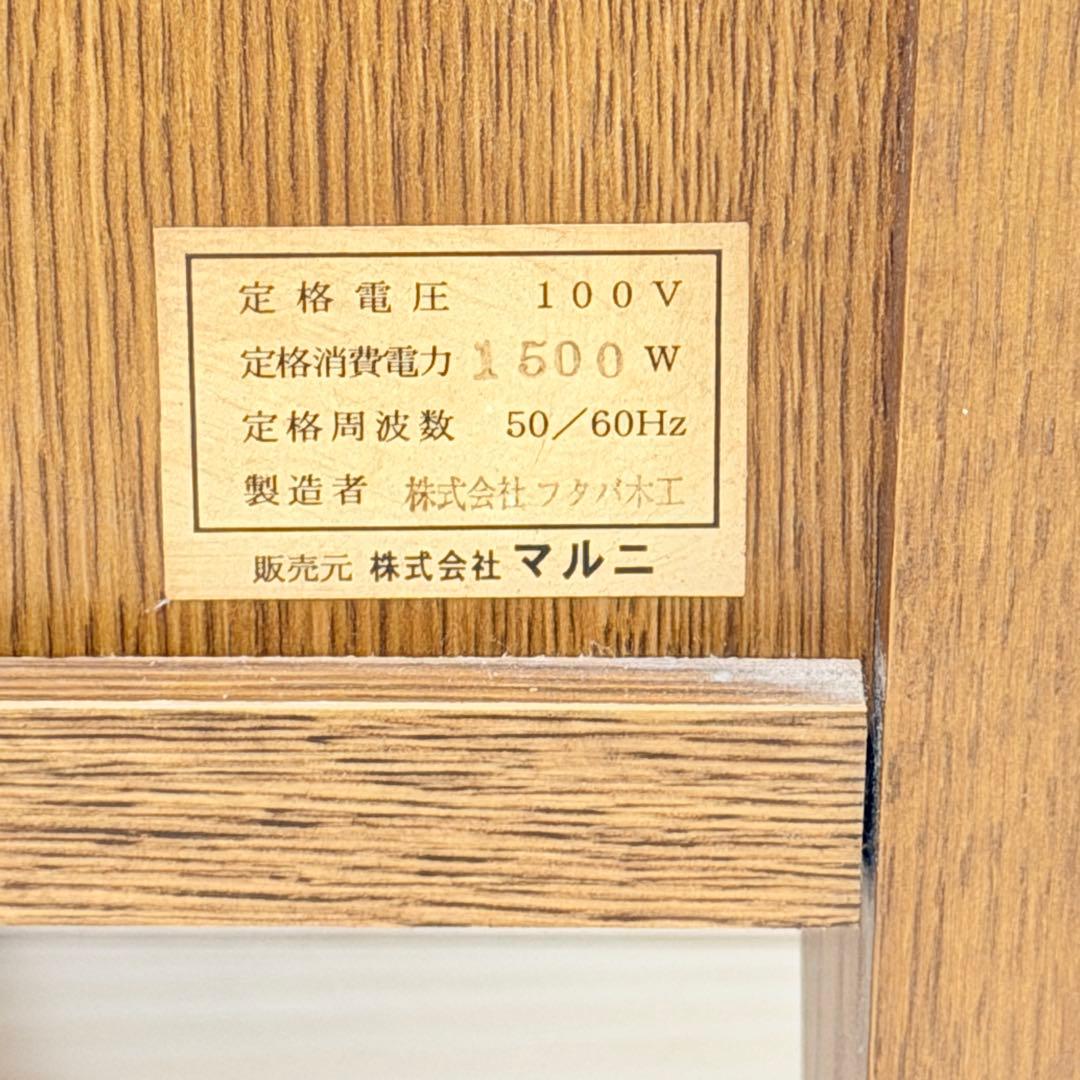 定格電圧 100V
定格消費電力 1500W
定格周波数 50/60Hz
製造者 株式会社フタバ木工
販売元 株式会社マルニ